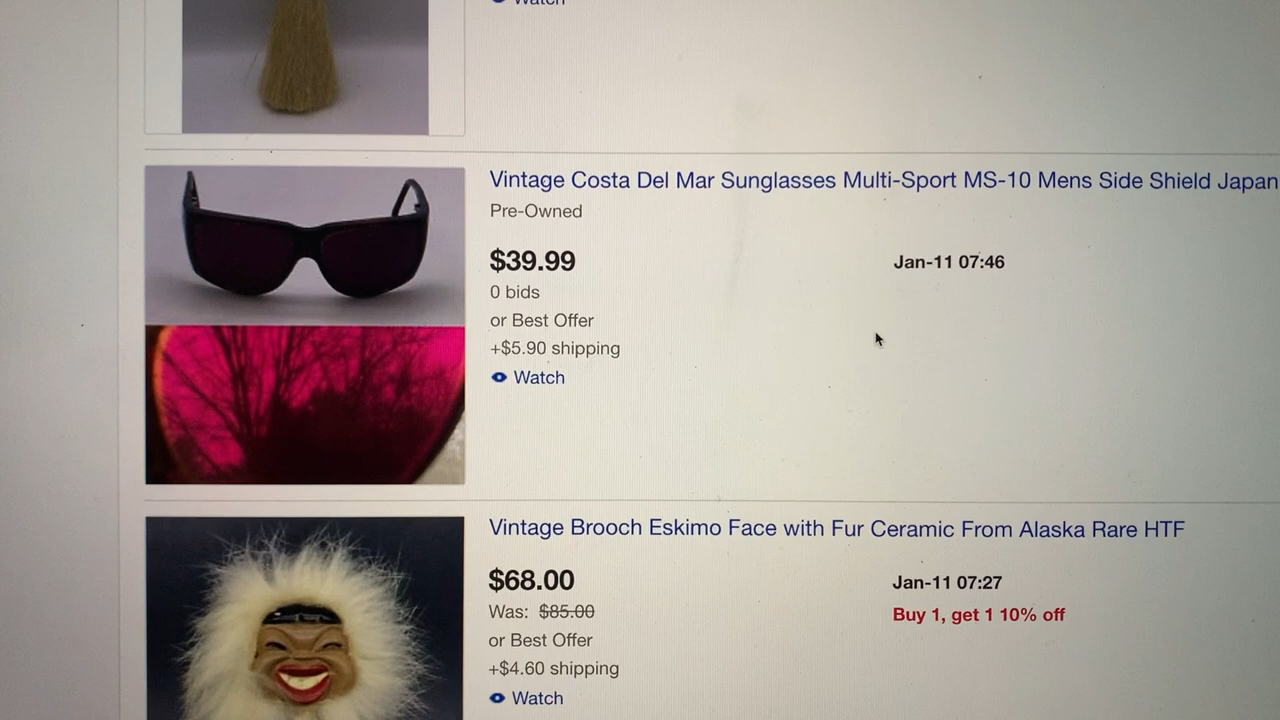 Watch
Vintage Costa Del Mar Sunglasses Multi-Sport MS-10 Mens Side Shield Japan
Pre-Owned
$39.99
Jan-11 07:46
0 bids
or Best Offer
+$5.90 shipping
Watch
Vintage Brooch Eskimo Face with Fur Ceramic From Alaska Rare HTF
$68.00
Jan-11 07:27
Was: $85.00
Buy 1, get 1 10% off
or Best Offer
+$4.60 shipping
Watch